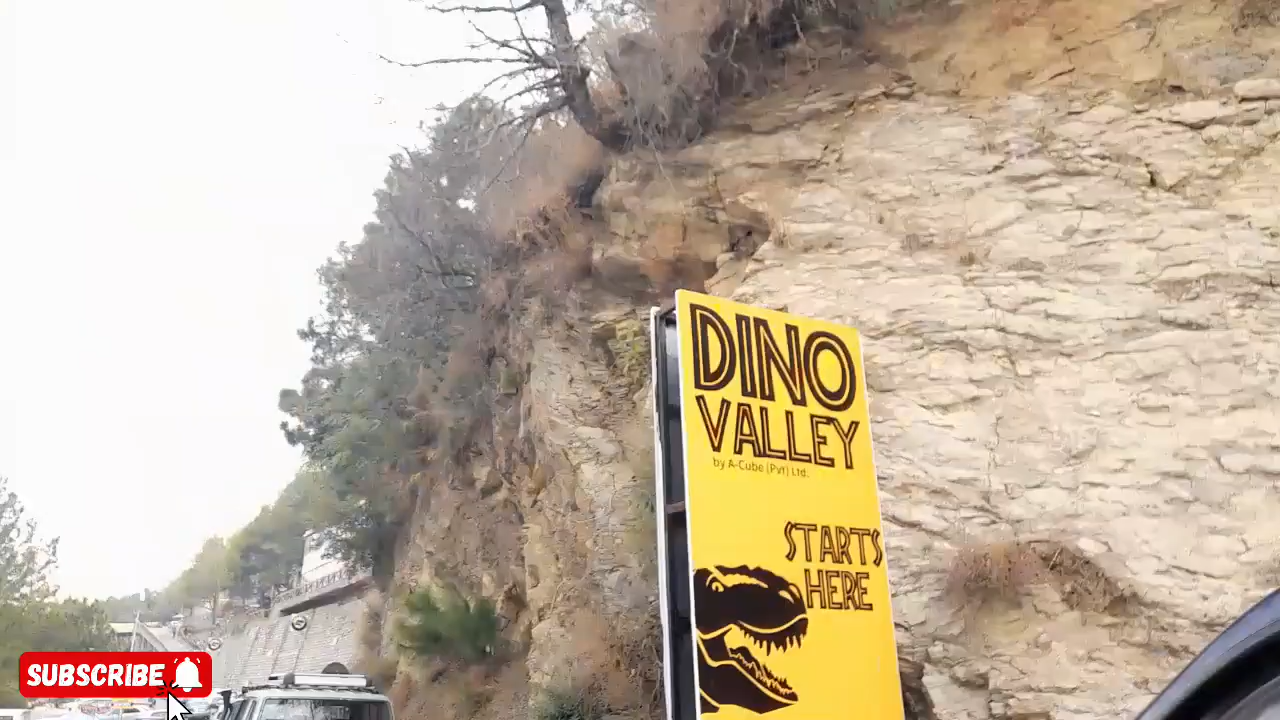 DINO
VALLEY
by A-Cube (Pvt) Ltd.
STARTS
HERE
SUBSCRIBE